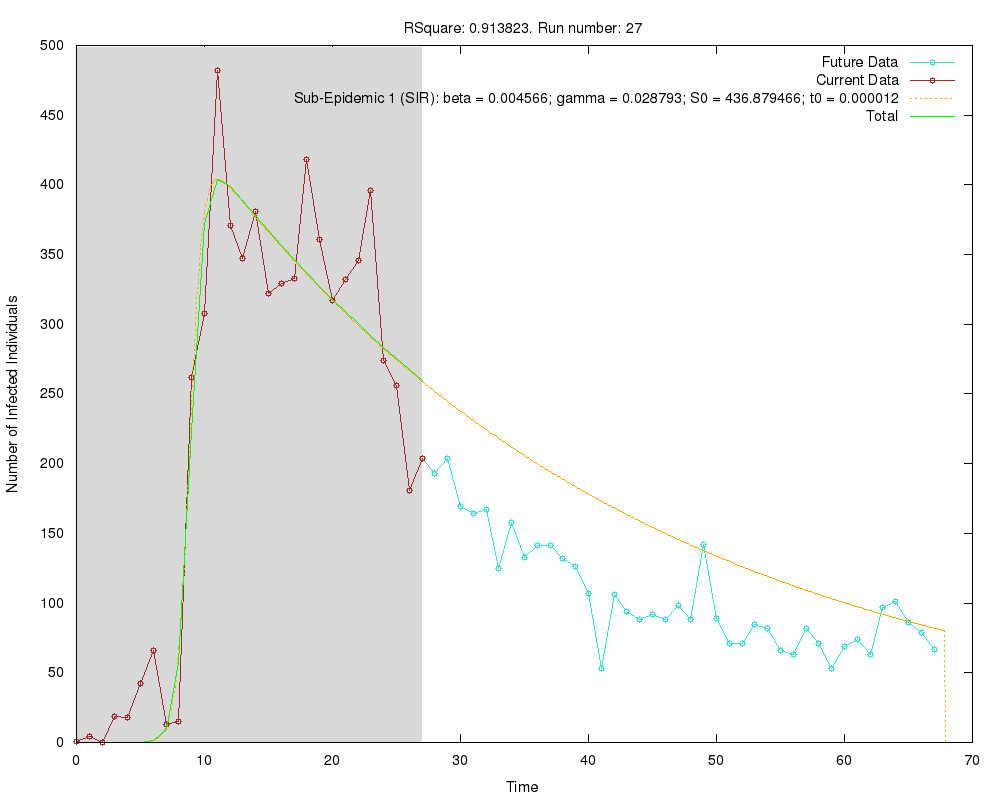 RSquare: 0.913823. Run number: 27
Future Data
Current Data
Sub-Epidemic 1 (SIR): beta = 0.004566; gamma = 0.028793; S0 = 436.879466; t0 = 0.000012
Total
Number of Infected Individuals
500
450
400
350
300
250
200
150
100
50
0
0 10 20 30 40 50 60 70
Time